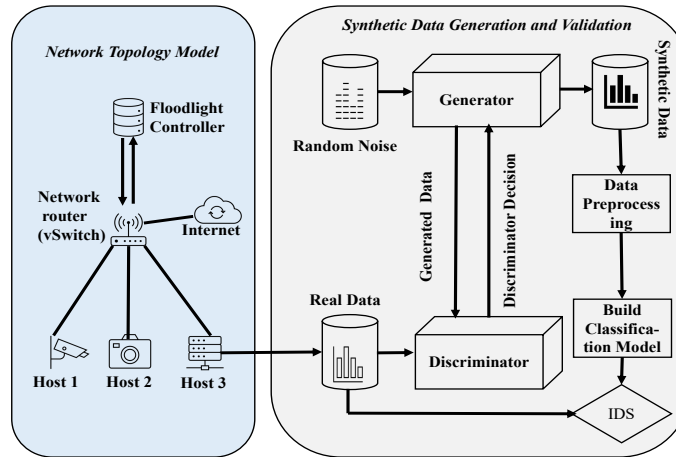 Network Topology Model
Floodlight
Controller
Network
router
(vSwitch)
Internet
Host 1
Host 2
Host 3
Synthetic Data Generation and Validation
Random Noise
Generator
Synthetic Data
Generated Data
Discriminator Decision
Data
Preprocess
ing
Real Data
Discriminator
Build
Classifica-
tion Model
IDS